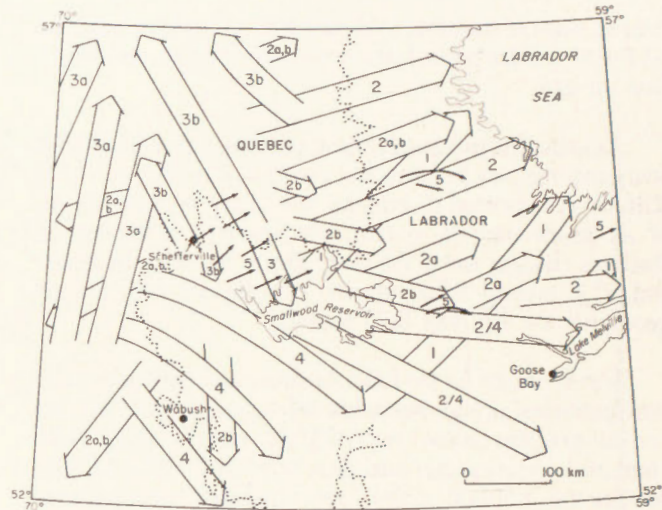 70°
59°
57°
57°
2a,b
LABRADOR
SEA
3a
3b
2
3b
QUEBEC
3a
2a,b
1
2
5
3b
2a,
b
2b
LABRADOR
1
5
3a
2b
1
Schefferville
2a,b
3b
5
3
2a
2a
1
2b
5
2
Smallwood Reservoir
2/4
Lake Melville
4
1
Goose
Bay
4
2/4
Wabush
2a,b
2b
4
0 100 km
52°
52°
70°
59°